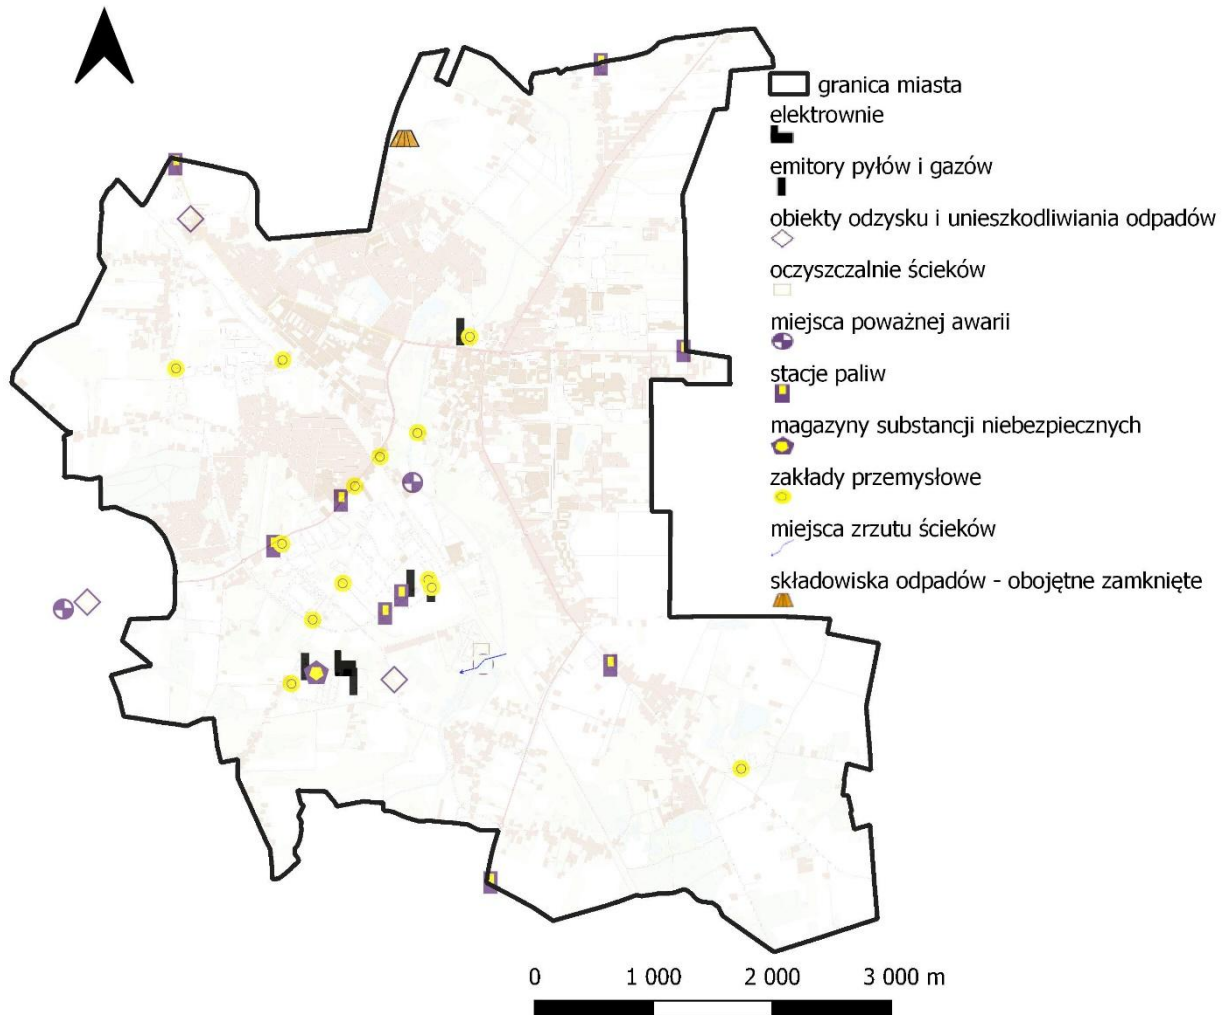 granica miasta
elektrownie
emitory pyłów i gazów
obiekty odzysku i unieszkodliwiania odpadów
oczyszczalnie ścieków
miejsca poważnej awarii
stacje paliw
magazyny substancji niebezpiecznych
zakłady przemysłowe
miejsca zrzutu ścieków
składowiska odpadów - obojętne zamknięte
0 1 000 2 000 3 000 m